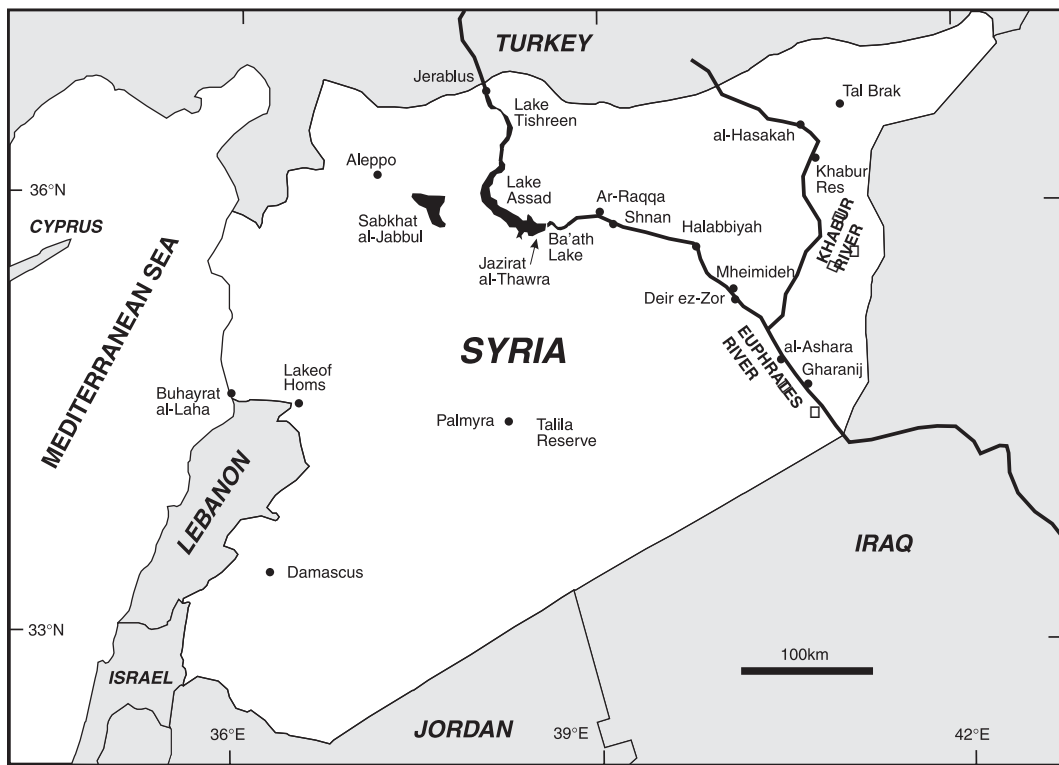 TURKEY
Jerablus
Lake
Tishreen
Tal Brak
al-Hasakah
Aleppo
Khabur
Res
36°N
Lake
Assad
Ar-Raqqa
Shnan
CYPRUS
Sabkhat
al-Jabbul
Halabbiyah
KHABUR
RIVER
Ba'ath
Lake
Jazirat
al-Thawra
Mheimideh
Deir ez-Zor
MEDITERRANEAN SEA
SYRIA
EUPHRATES
RIVER
al-Ashara
Gharanij
Lakeof
Homs
Buhayrat
al-Laha
Palmyra
Talila
Reserve
LEBANON
IRAQ
Damascus
33°N
100km
ISRAEL
JORDAN
36°E
39°E
42°E